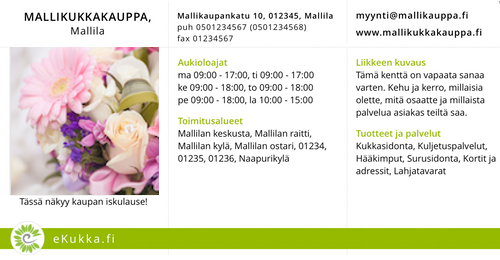 MALLIKUKKAKAUPPA,
Mallila
Tässä näkyy kaupan iskulause!
Mallikaupankatu 10, 012345, Mallila
puh 0501234567 (0501234568)
fax 01234567
Aukioloajat
ma 09:00 - 17:00, ti 09:00 - 17:00
ke 09:00 - 18:00, to 09:00 - 18:00
pe 09:00 - 18:00, la 10:00 - 15:00
Toimitusalueet
Mallilan keskusta, Mallilan raitti,
Mallilan kylä, Mallilan ostari, 01234,
01235, 01236, Naapurikylä
myynti@mallikauppa.fi
www.mallikukkakauppa.fi
Liikkeen kuvaus
Tämä kenttä on vapaata sanaa
varten. Kehu ja kerro, millaisia
olette, mitä osaatte ja millaista
palvelua asiakas teiltä saa.
Tuotteet ja palvelut
Kukkasidonta, Kuljetuspalvelut,
Hääkimput, Surusidonta, Kortit ja
adressit, Lahjatavarat
eKukka.fi